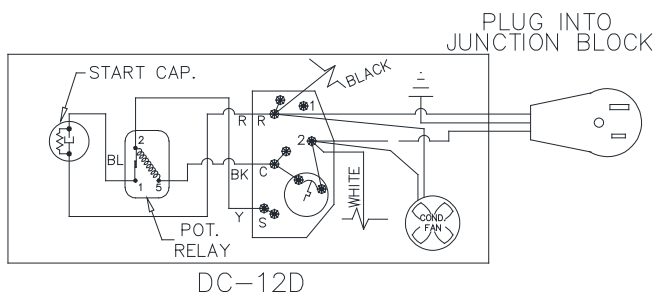 PLUG INTO
JUNCTION BLOCK
START CAP.
BLACK
1
R R
2
2
BL
1 5
BK C
WHITE
Y
S
COND.
FAN
POT.
RELAY
DC-12D